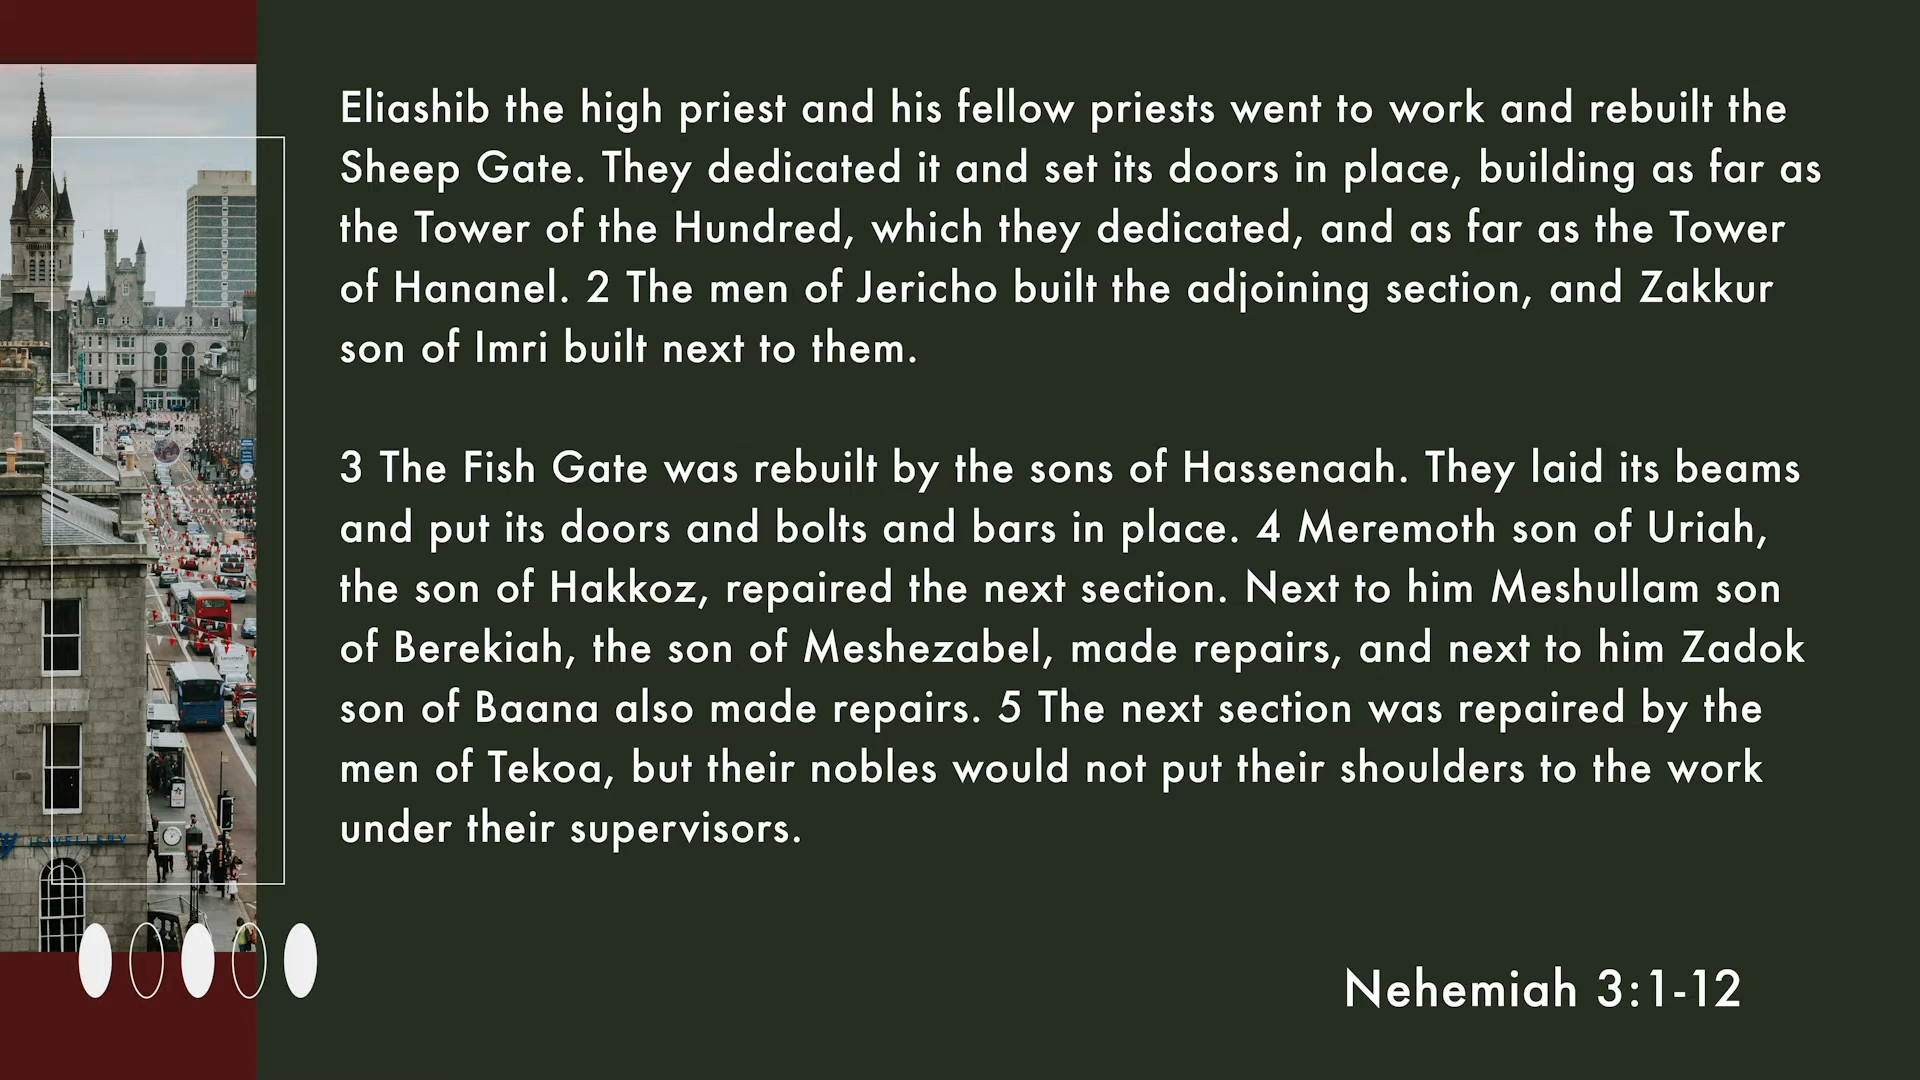 Eliashib the high priest and his fellow priests went to work and rebuilt the
Sheep Gate. They dedicated it and set its doors in place, building as far as
the Tower of the Hundred, which they dedicated, and as far as the Tower
of Hananel. 2 The men of Jericho built the adjoining section, and Zakkur
son of Imri built next to them.
3 The Fish Gate was rebuilt by the sons of Hassenaah. They laid its beams
and put its doors and bolts and bars in place. 4 Meremoth son of Uriah,
the son of Hakkoz, repaired the next section. Next to him Meshullam son
of Berekiah, the son of Meshezabel, made repairs, and next to him Zadok
son of Baana also made repairs. 5 The next section was repaired by the
men of Tekoa, but their nobles would not put their shoulders to the work
under their supervisors.
Nehemiah 3:1-12
JEWELLERY